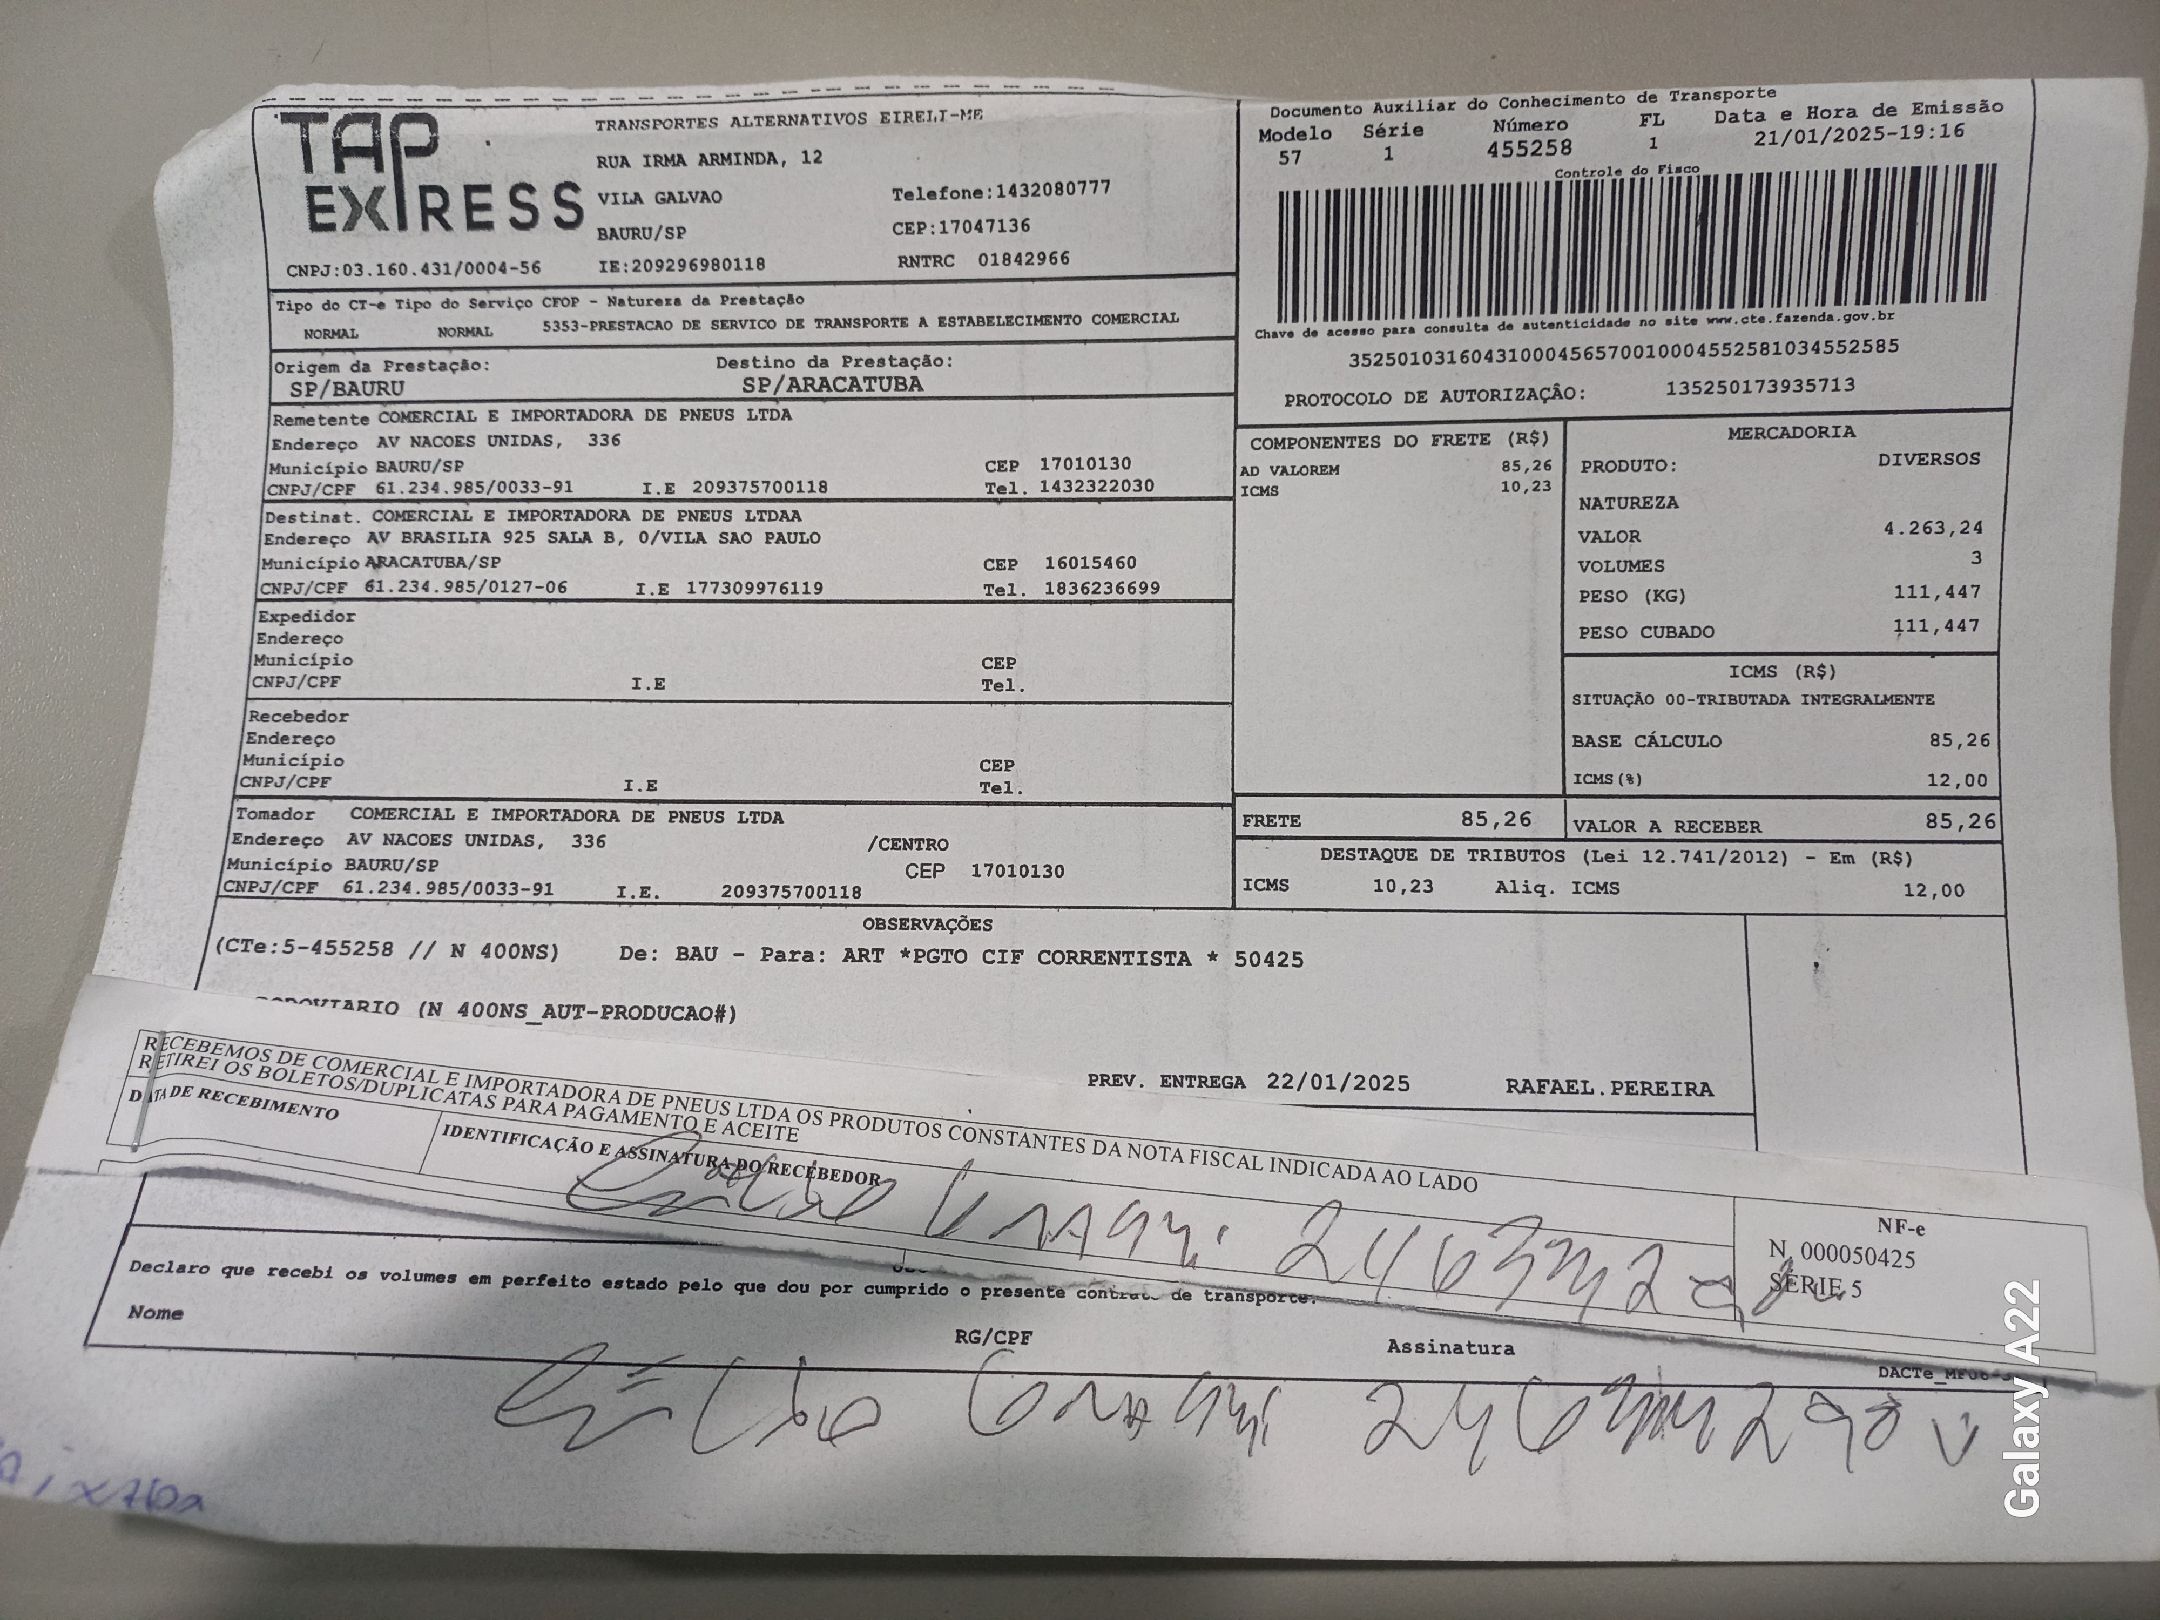 TAP EXPRESS
TRANSPORTES ALTERNATIVOS EIRELI-ME
RUA IRMA ARMINDA, 12
VILA GALVAO Telefone:1432080777
BAURU/SP CEP:17047136
CNPJ:03.160.431/0004-56 IE:209296980118 RNTRC 01842966
Documento Auxiliar do Conhecimento de Transporte
Modelo Série Número FL Data e Hora de Emissão
57 1 455258 1 21/01/2025-19:16
Controle do Fisco
Chave de acesso para consulta de autenticidade no site www.cte.fazenda.gov.br
35250103160431000456570010004552581034552585
PROTOCOLO DE AUTORIZAÇÂO: 135250173935713
Tipo do CT-e Tipo do Serviço CFOP - Natureza da Prestação
NORMAL NORMAL 5353-PRESTACAO DE SERVICO DE TRANSPORTE A ESTABELECIMENTO COMERCIAL
Origem da Prestação: Destino da Prestação:
SP/BAURU SP/ARACATUBA
Remetente COMERCIAL E IMPORTADORA DE PNEUS LTDA
Endereço AV NACOES UNIDAS, 336
Município BAURU/SP CEP 17010130
CNPJ/CPF 61.234.985/0033-91 I.E 209375700118 Tel. 1432322030
Destinat. COMERCIAL E IMPORTADORA DE PNEUS LTDAA
Endereço AV BRASILIA 925 SALA B, 0/VILA SAO PAULO
Município ARACATUBA/SP CEP 16015460
CNPJ/CPF 61.234.985/0127-06 I.E 177309976119 Tel. 1836236699
Expedidor
Endereço
Município CEP
CNPJ/CPF I.E Tel.
Recebedor
Endereço
Município CEP
CNPJ/CPF I.E Tel.
Tomador COMERCIAL E IMPORTADORA DE PNEUS LTDA
Endereço AV NACOES UNIDAS, 336 /CENTRO
Município BAURU/SP CEP 17010130
CNPJ/CPF 61.234.985/0033-91 I.E. 209375700118
COMPONENTES DO FRETE (R$)
AD VALOREM 85,26
ICMS 10,23
MERCADORIA
PRODUTO: DIVERSOS
NATUREZA
VALOR 4.263,24
VOLUMES 3
PESO (KG) 111,447
PESO CUBADO 111,447
ICMS (R$)
SITUAÇÃO 00-TRIBUTADA INTEGRALMENTE
BASE CÁLCULO 85,26
ICMS(%) 12,00
FRETE 85,26 VALOR A RECEBER 85,26
DESTAQUE DE TRIBUTOS (Lei 12.741/2012) - Em (R$)
ICMS 10,23 Aliq. ICMS 12,00
OBSERVAÇÕES
(CTe:5-455258 // N 400NS) De: BAU - Para: ART *PGTO CIF CORRENTISTA * 50425
(N 400NS_AUT-PRODUCAO#)
PREV. ENTREGA 22/01/2025 RAFAEL.PEREIRA
RECEBEMOS DE COMERCIAL E IMPORTADORA DE PNEUS LTDA OS PRODUTOS CONSTANTES DA NOTA FISCAL INDICADA AO LADO
RETIREI OS BOLETOS/DUPLICATAS PARA PAGAMENTO E ACEITE
DATA DE RECEBIMENTO IDENTIFICAÇÃO E ASSINATURA DO RECEBEDOR
NF-e
N. 000050425
SERIE 5
Declaro que recebi os volumes em perfeito estado pelo que dou por cumprido o presente contrato de transporte.
Nome RG/CPF Assinatura
Galaxy A22